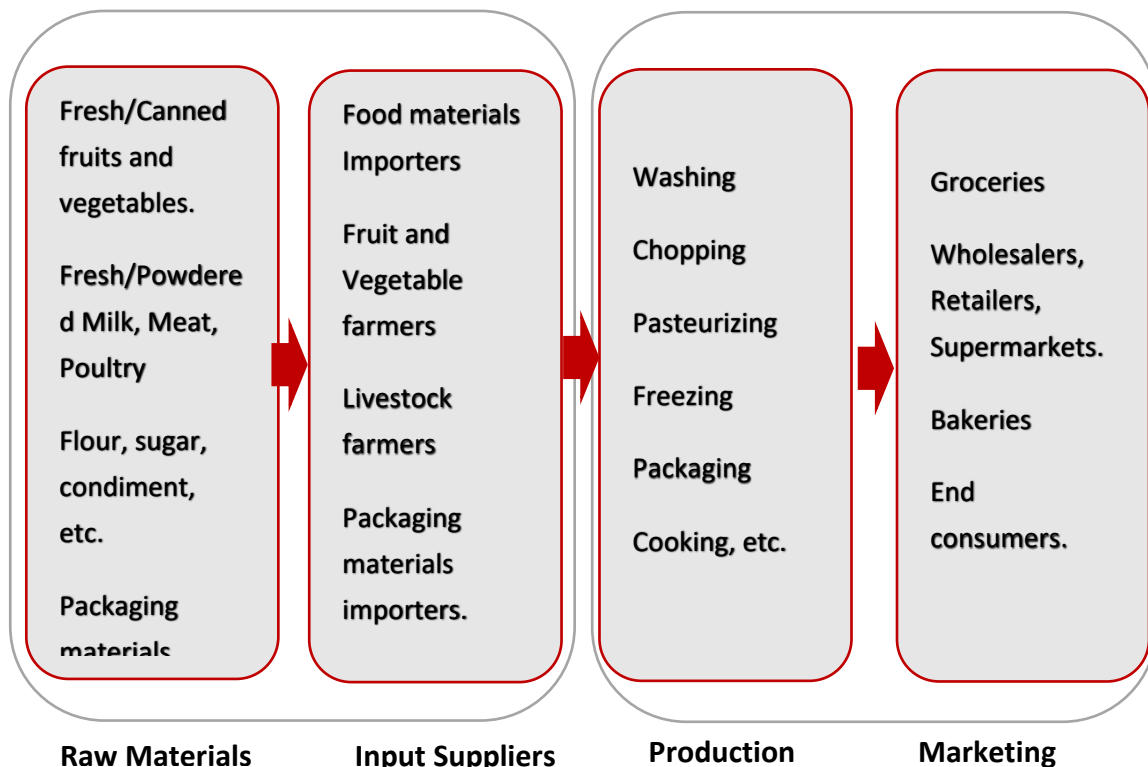 Fresh/Canned
fruits and
vegetables.
Fresh/Powdere
d Milk, Meat,
Poultry
Flour, sugar,
condiment,
etc.
Packaging
materials
Food materials
Importers
Fruit and
Vegetable
farmers
Livestock
farmers
Packaging
materials
importers.
Washing
Chopping
Pasteurizing
Freezing
Packaging
Cooking, etc.
Groceries
Wholesalers,
Retailers,
Supermarkets.
Bakeries
End
consumers.
Raw Materials
Input Suppliers
Production
Marketing